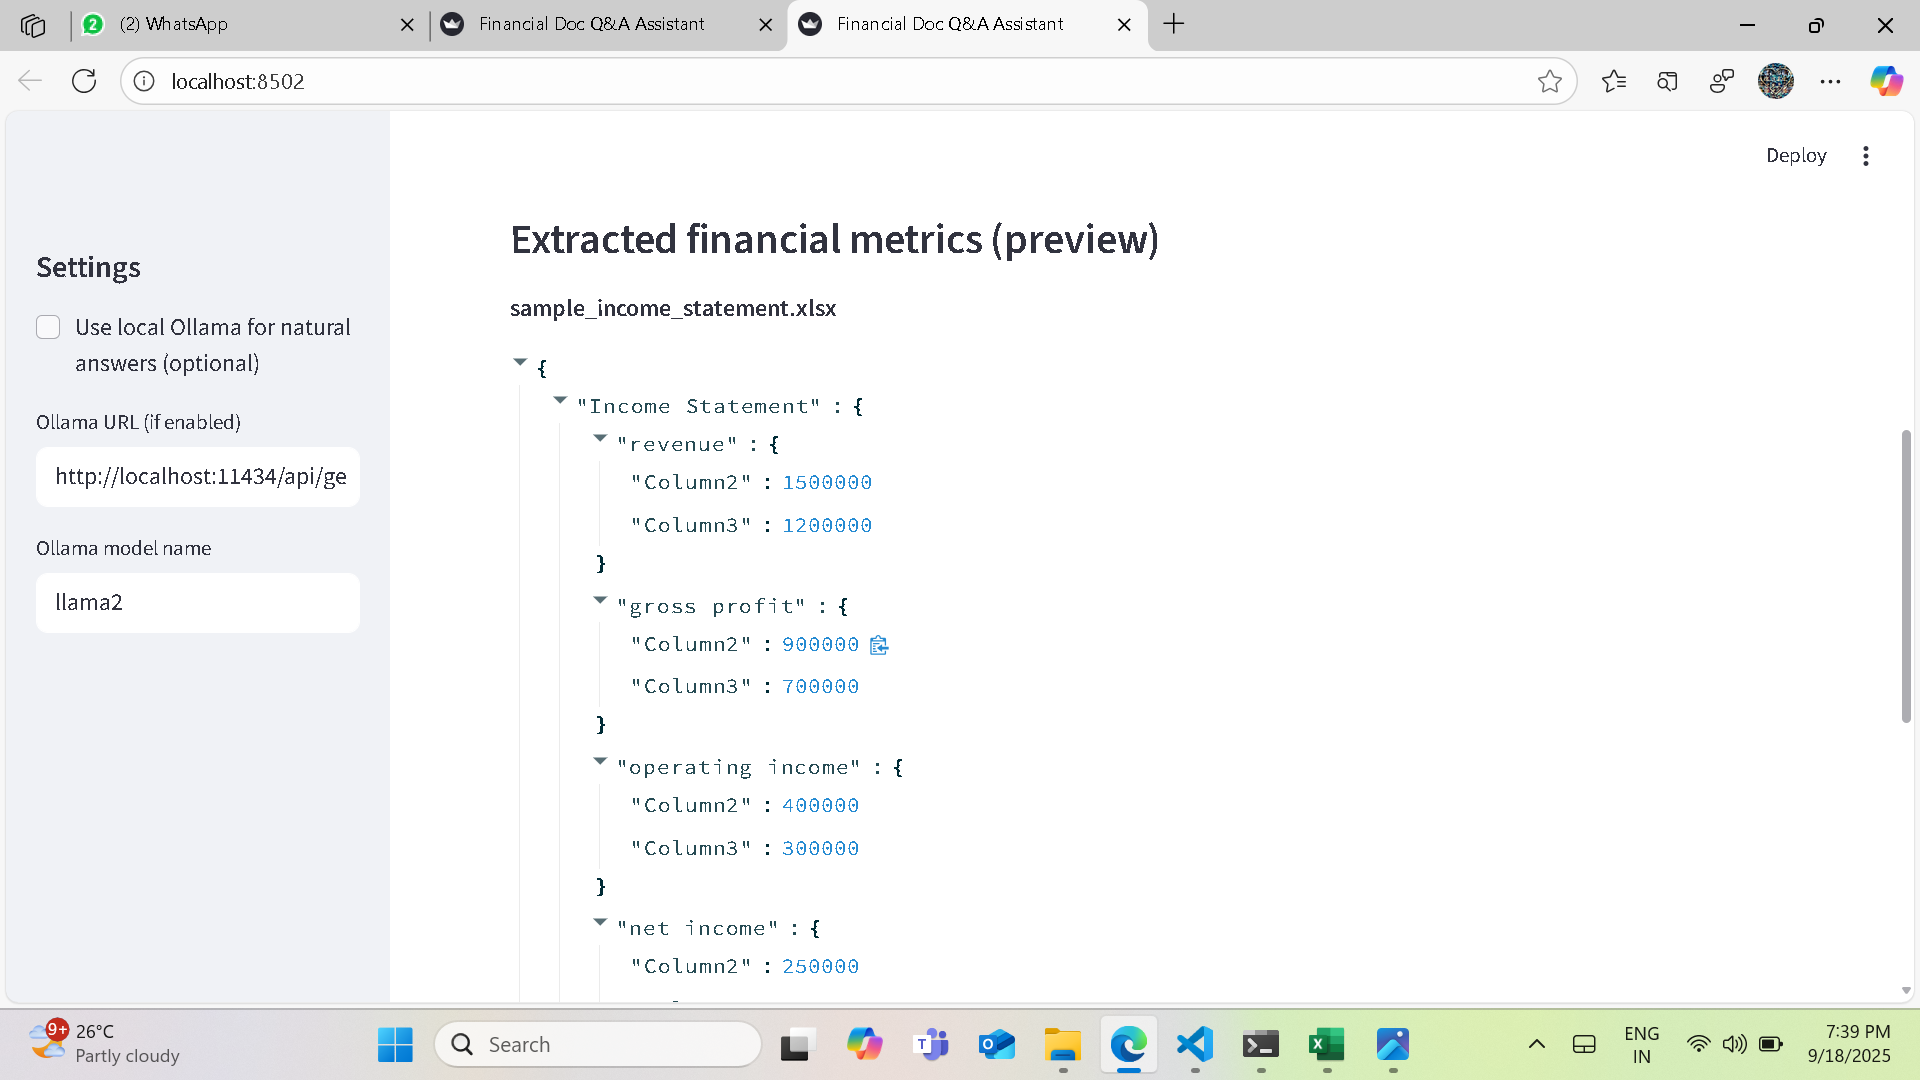 (2) WhatsApp
Financial Doc Q&A Assistant
Financial Doc Q&A Assistant
localhost:8502
Deploy
Settings
Use local Ollama for natural
answers (optional)
Ollama URL (if enabled)
http://localhost:11434/api/ge
Ollama model name
llama2
Extracted financial metrics (preview)
sample_income_statement.xlsx
{
"Income Statement" : {
"revenue" : {
"Column2" : 1500000
"Column3" : 1200000
}
"gross profit" : {
"Column2" : 900000
"Column3" : 700000
}
"operating income" : {
"Column2" : 400000
"Column3" : 300000
}
"net income" : {
"Column2" : 250000
9+
26°C
Partly cloudy
Search
ENG
IN
7:39 PM
9/18/2025